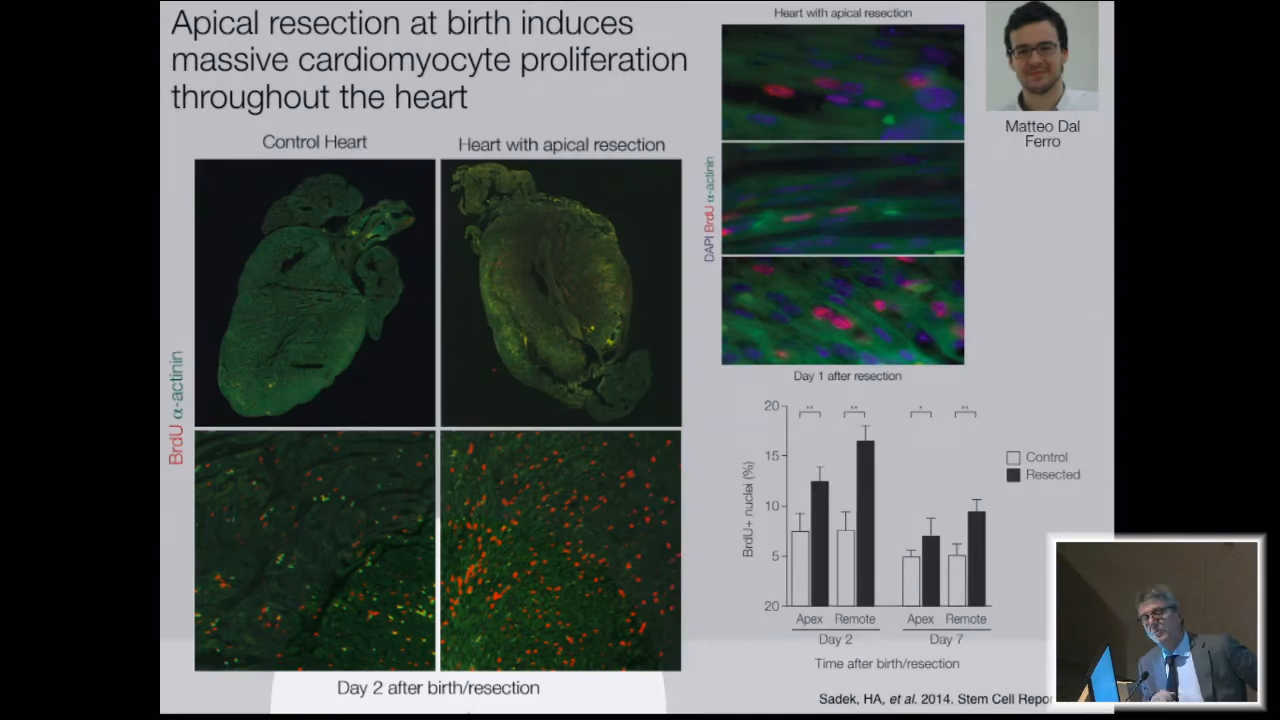 Apical resection at birth induces
massive cardiomyocyte proliferation
throughout the heart
Control Heart
Heart with apical resection
BrdU α-actinin
Day 2 after birth/resection
Heart with apical resection
DAPI BrdU α-actinin
Day 1 after resection
Matteo Dal
Ferro
20
15
10
5
20
BrdU+ nuclei (%)
**
**
*
**
Control
Resected
Apex
Remote
Apex
Remote
Day 2
Day 7
Time after birth/resection
Sadek, HA, et al. 2014. Stem Cell Repor